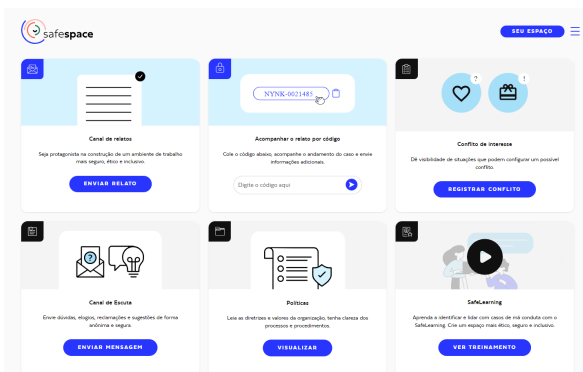 safespace
SEU ESPAÇO
Canal de relatos
Seja protagonista na construção de um ambiente de trabalho
mais seguro, ético e inclusivo.
ENVIAR RELATO
NYNK-0021485
Acompanhar o relato por código
Cole o código abaixo, acompanhe o andamento do caso e envie
informações adicionais.
Digite o código aqui
? !
Conflito de interesse
Dê visibilidade de situações que podem configurar um possível
conflito.
REGISTRAR CONFLITO
?
Canal de Escuta
Envie dúvidas, elogios, reclamações e sugestões de forma
anônima e segura.
ENVIAR MENSAGEM
Políticas
Leia as diretrizes e valores da organização, tenha clareza dos
processos e procedimentos.
VISUALIZAR
SafeLearning
Aprenda a identificar e lidar com casos de má conduta com o
SafeLearning. Crie um espaço mais ético, seguro e inclusivo.
VER TREINAMENTO